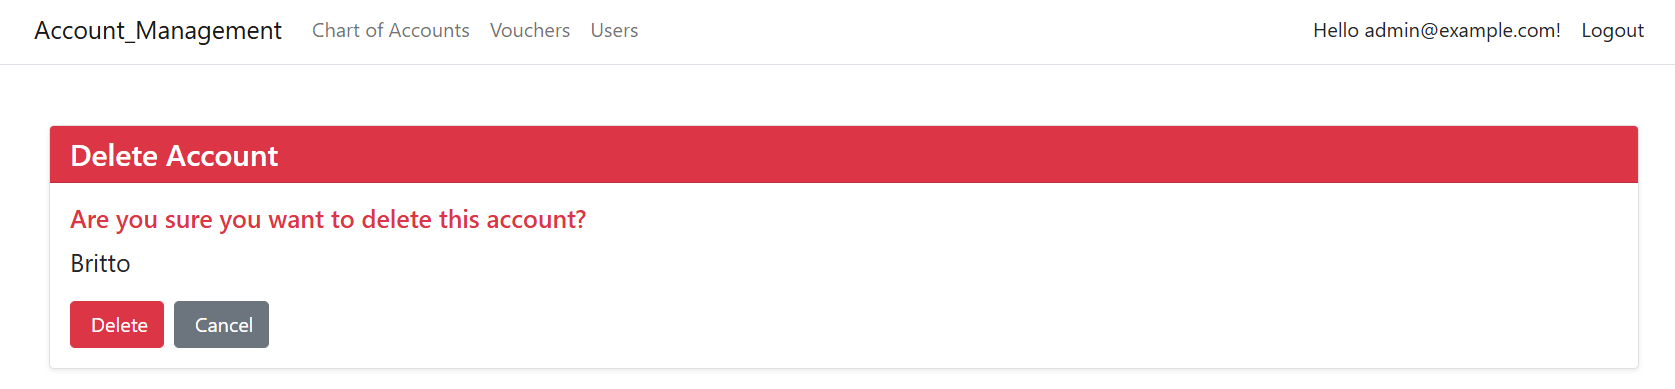 Account_Management Chart of Accounts Vouchers Users Hello admin@example.com! Logout
Delete Account
Are you sure you want to delete this account?
Britto
Delete Cancel